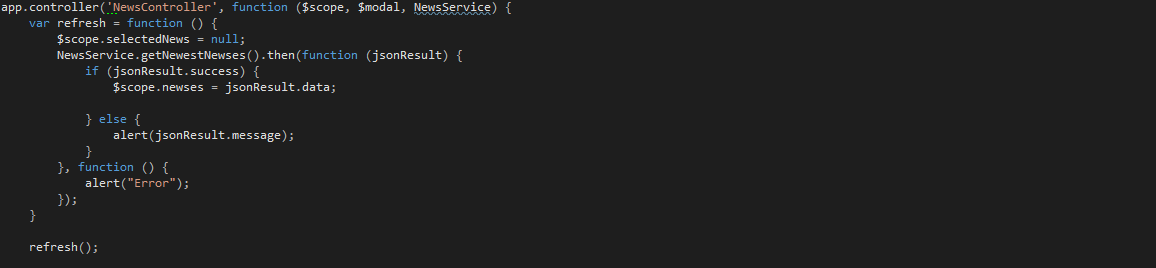 app.controller('NewsController', function ($scope, $modal, NewsService) {
    var refresh = function () {
        $scope.selectedNews = null;
        NewsService.getNewestNewses().then(function (jsonResult) {
            if (jsonResult.success) {
                $scope.newses = jsonResult.data;

            } else {
                alert(jsonResult.message);
            }
        }, function () {
            alert("Error");
        });
    }

    refresh();